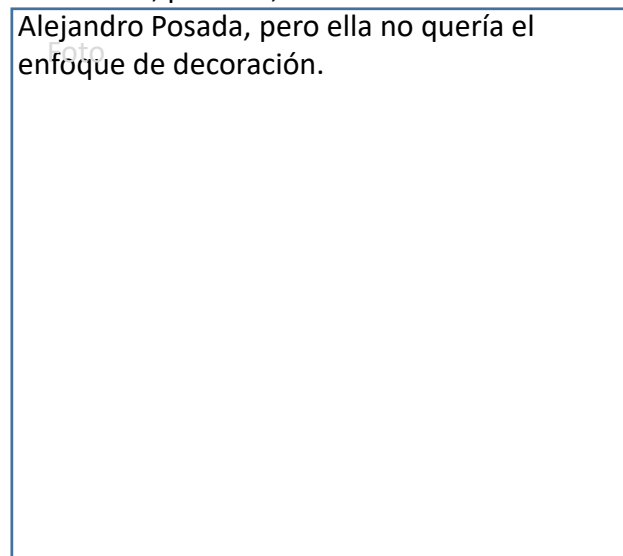 Alejandro Posada, pero ella no quería el
Foto
enfoque de decoración.